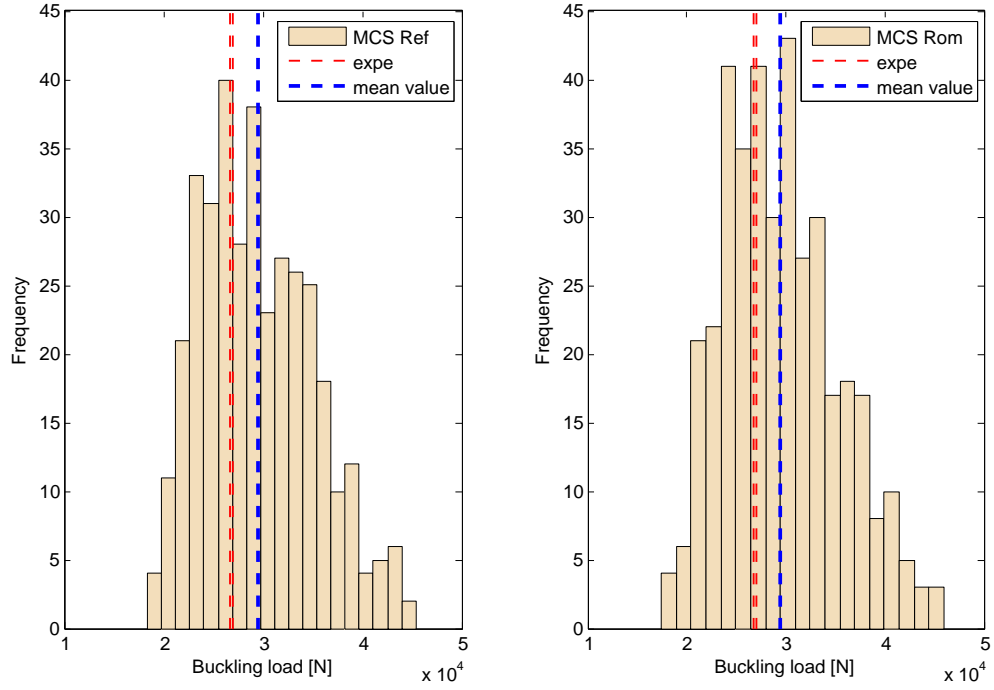 45
40
35
30
25
20
15
10
5
0
Frequency
MCS Ref
expe
mean value
1 2 3 4 5
Buckling load [N]
x 10^4
45
40
35
30
25
20
15
10
5
0
Frequency
MCS Rom
expe
mean value
1 2 3 4 5
Buckling load [N]
x 10^4